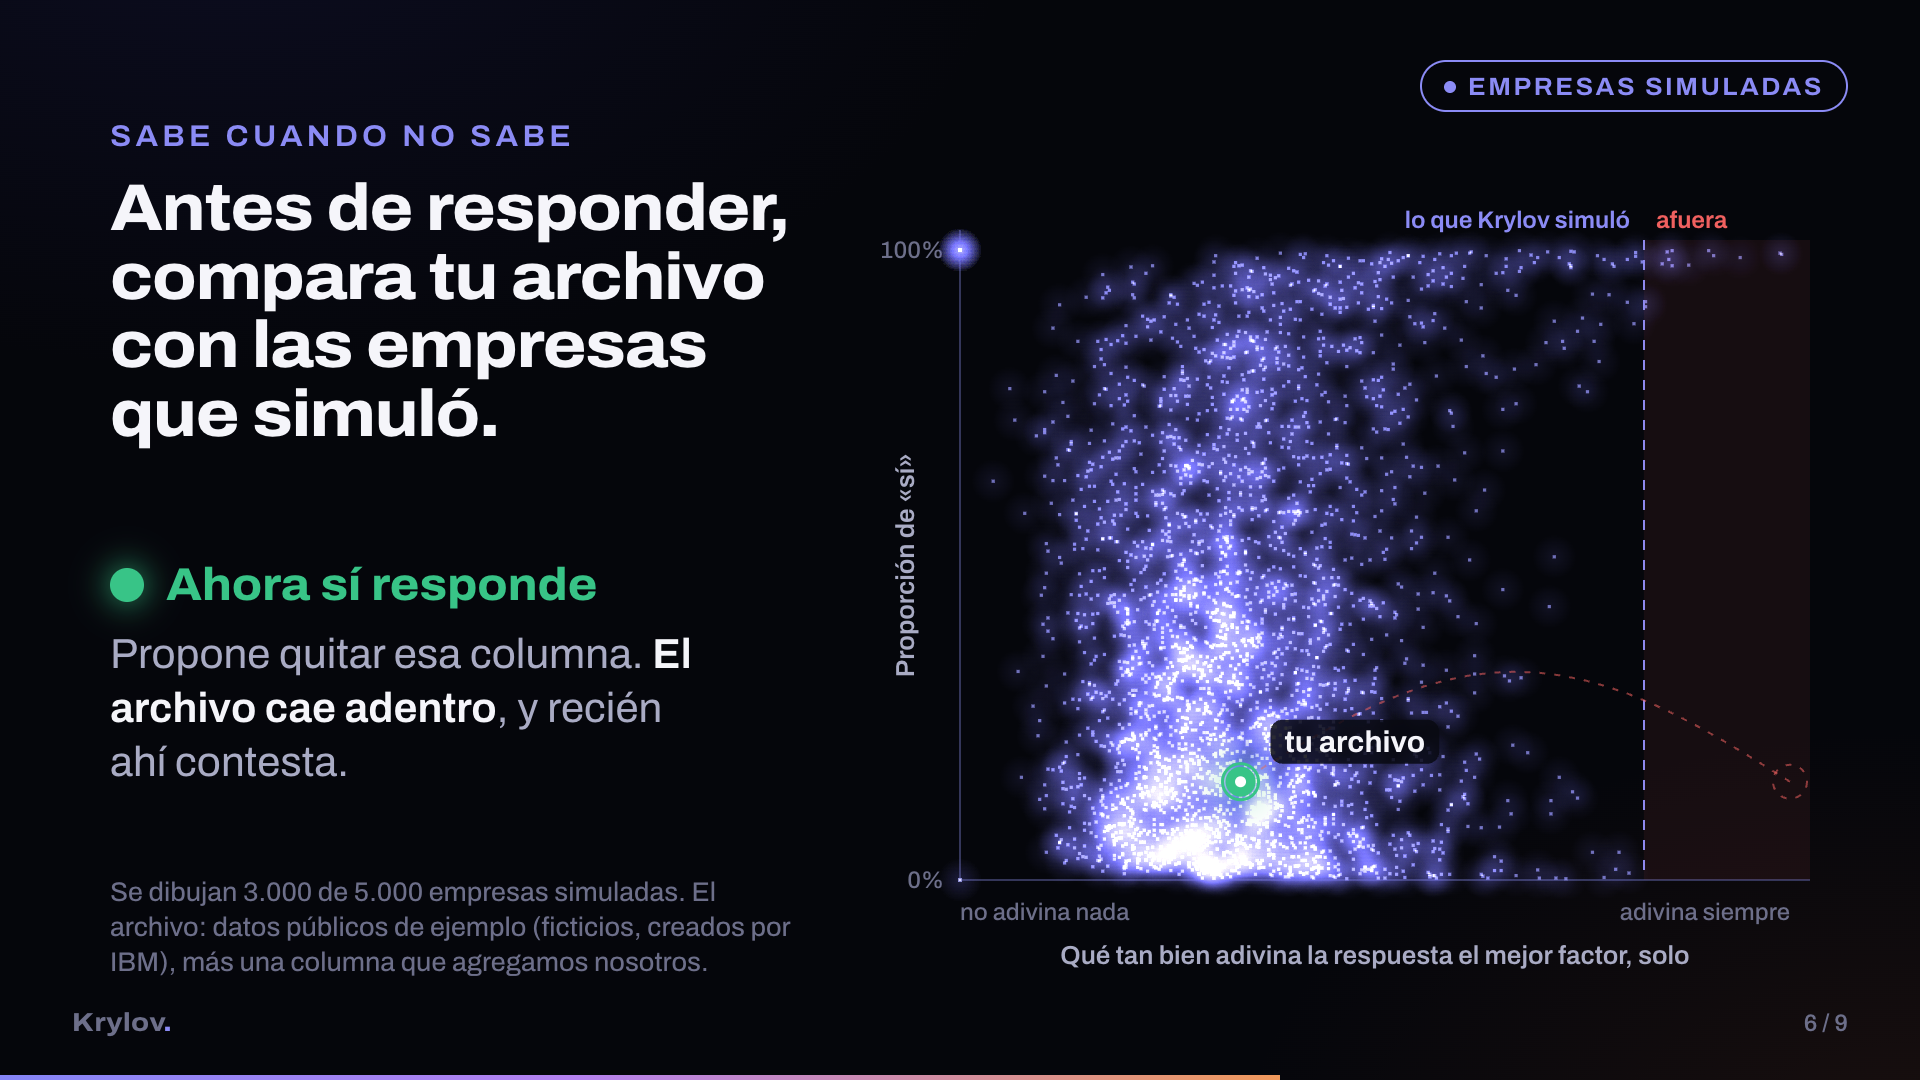 EMPRESAS SIMULADAS
SABE CUANDO NO SABE
Antes de responder,
compara tu archivo
con las empresas
que simuló.
Ahora sí responde
Propone quitar esa columna. El
archivo cae adentro, y recién
ahí contesta.
Se dibujan 3.000 de 5.000 empresas simuladas. El
archivo: datos públicos de ejemplo (ficticios, creados por
IBM), más una columna que agregamos nosotros.
lo que Krylov simuló
afuera
100%
Proporción de «sí»
tu archivo
0%
no adivina nada
adivina siempre
Qué tan bien adivina la respuesta el mejor factor, solo
Krylov.
6 / 9